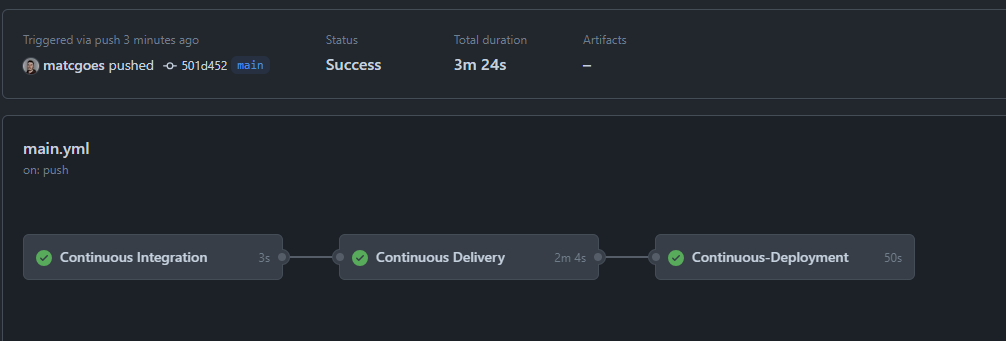 Triggered via push 3 minutes ago
Status
Total duration
Artifacts
matcgoes pushed 501d452 main
Success
3m 24s
–
main.yml
on: push
Continuous Integration 3s
Continuous Delivery 2m 4s
Continuous-Deployment 50s